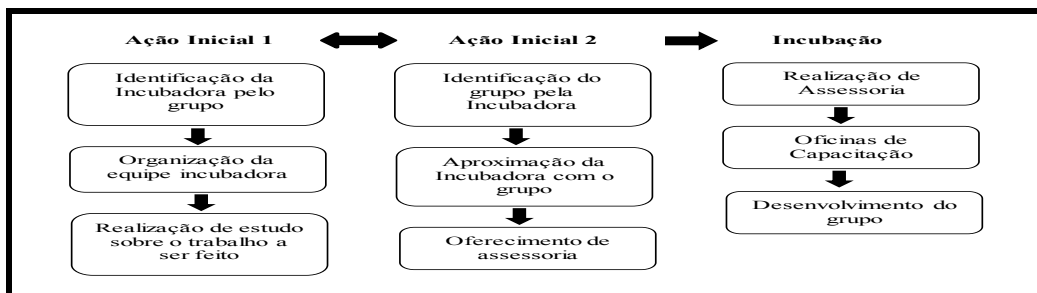 Ação Inicial 1
Identificação da
Incubadora pelo
grupo
Organização da
equipe incubadora
Realização de estudo
sobre o trabalho a
ser feito
Ação Inicial 2
Identificação do
grupo pela
Incubadora
Aproximação da
Incubadora com o
grupo
Oferecimento de
assessoria
Incubação
Realização de
Assessoria
Oficinas de
Capacitação
Desenvolvimento do
grupo